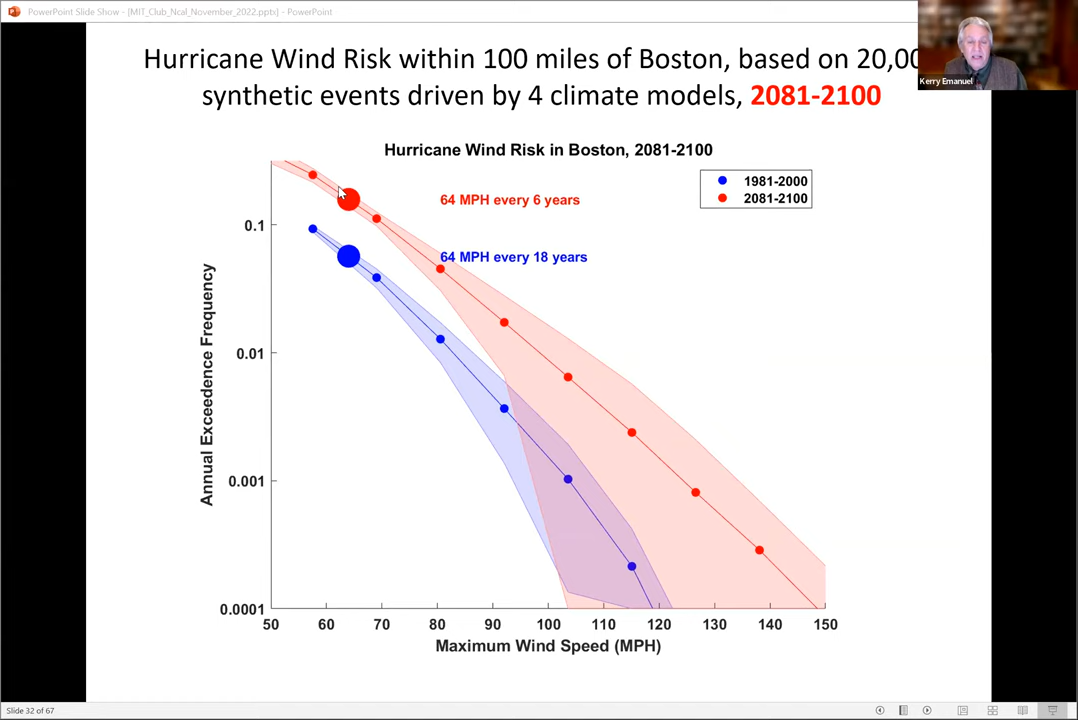 PowerPoint Slide Show - [MIT_Club_Ncal_November_2022.pptx] - PowerPoint
Hurricane Wind Risk within 100 miles of Boston, based on
synthetic events driven by 4 climate models, 2081-2100
Kerry Emanuel
Hurricane Wind Risk in Boston, 2081-2100
1981-2000
2081-2100
64 MPH every 6 years
64 MPH every 18 years
Annual Exceedence Frequency
0.1
0.01
0.001
0.0001
50 60 70 80 90 100 110 120 130 140 150
Maximum Wind Speed (MPH)
Slide 32 of 67